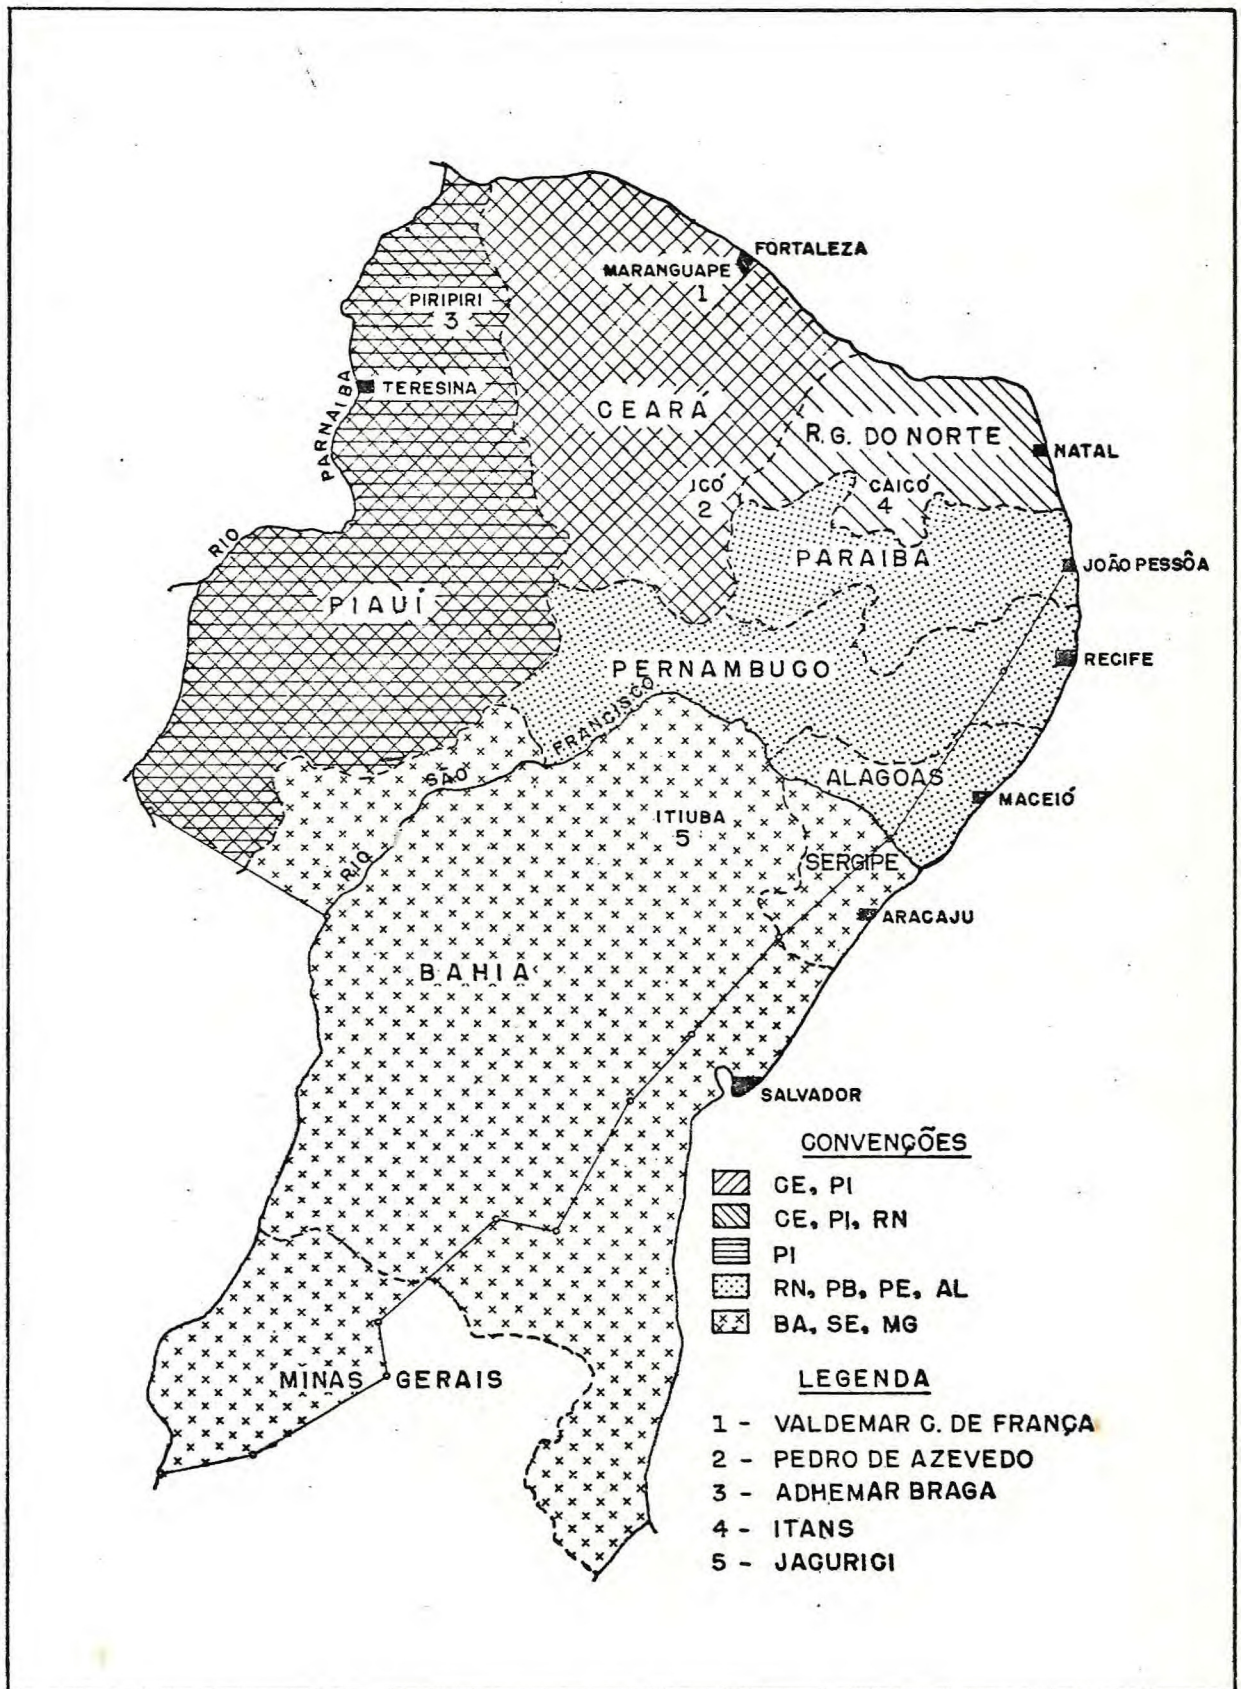 FORTALEZA
MARANGUAPE
1
PIRIPIRI
3
TERESINA
CEARÁ
RIO PARNAIBA
R.G. DO NORTE
NATAL
ICÓ
2
CAICÓ
4
PARAIBA
JOÃO PESSÔA
PIAUÍ
PERNAMBUCO
RECIFE
RIO SÃO FRANCISCO
ALAGOAS
MACEIÓ
ITIUBA
5
SERGIPE
ARACAJU
BAHIA
SALVADOR
MINAS GERAIS
CONVENÇÕES
CE, PI
CE, PI, RN
PI
RN, PB, PE, AL
BA, SE, MG
LEGENDA
1 - VALDEMAR C. DE FRANÇA
2 - PEDRO DE AZEVEDO
3 - ADHEMAR BRAGA
4 - ITANS
5 - JACURICI